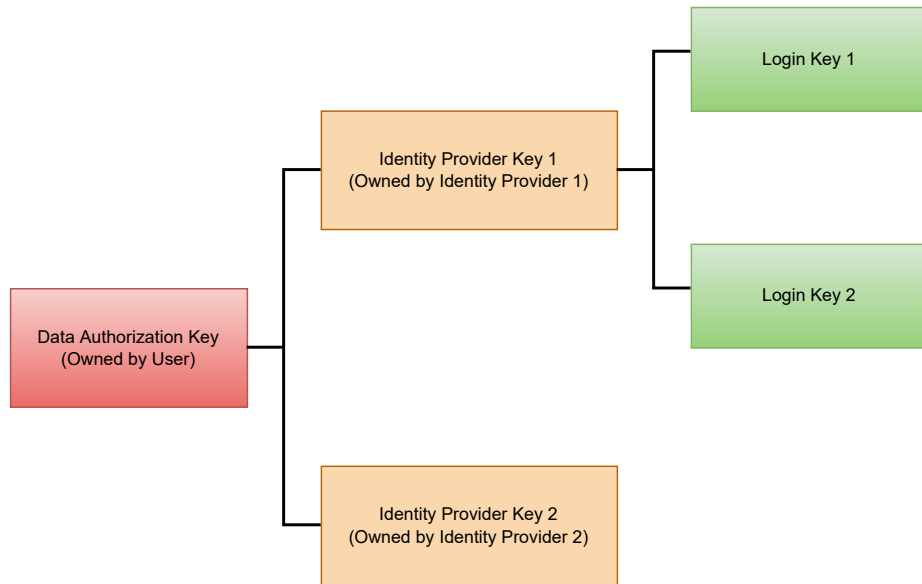 Login Key 1
Identity Provider Key 1
(Owned by Identity Provider 1)
Login Key 2
Data Authorization Key
(Owned by User)
Identity Provider Key 2
(Owned by Identity Provider 2)